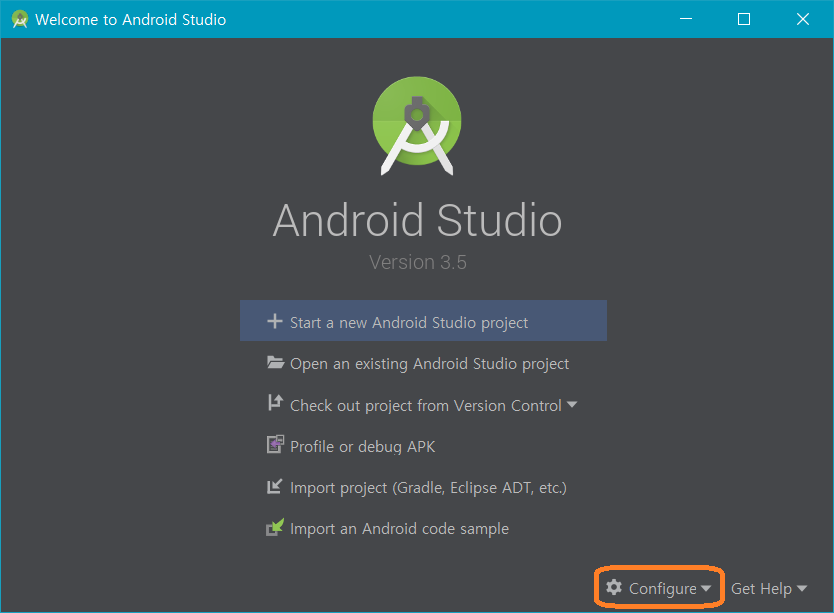 Welcome to Android Studio
Android Studio
Version 3.5
Start a new Android Studio project
Open an existing Android Studio project
Check out project from Version Control
Profile or debug APK
Import project (Gradle, Eclipse ADT, etc.)
Import an Android code sample
Configure Get Help